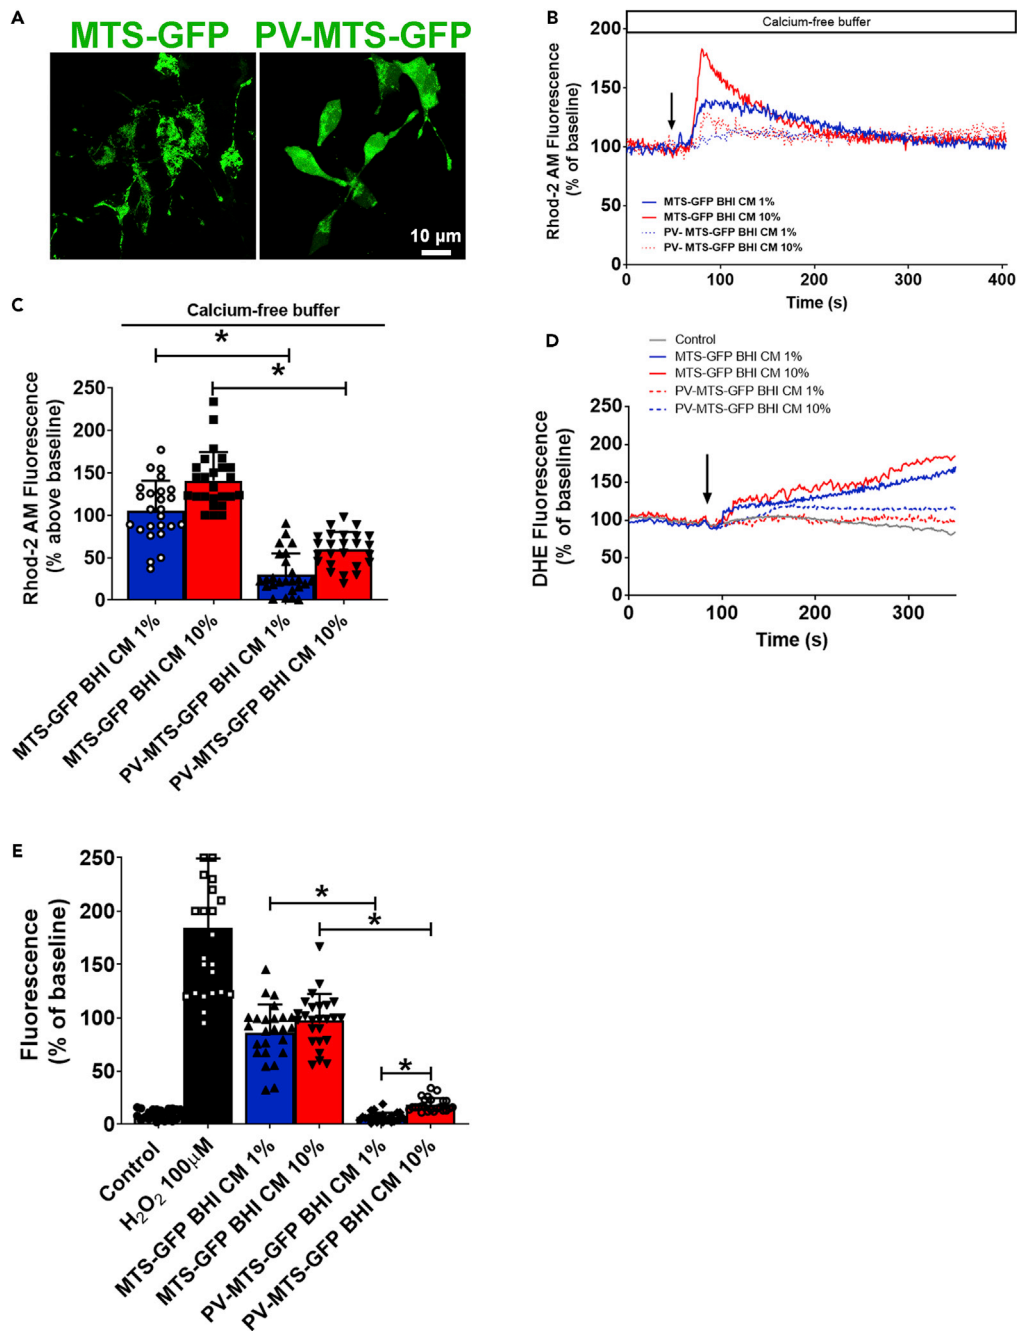 A
MTS-GFP PV-MTS-GFP
10 µm
B
Calcium-free buffer
Rhod-2 AM Fluorescence
(% of baseline)
200
150
100
50
0
MTS-GFP BHI CM 1%
MTS-GFP BHI CM 10%
PV- MTS-GFP BHI CM 1%
PV- MTS-GFP BHI CM 10%
0 100 200 300 400
Time (s)
C
Calcium-free buffer
*
*
Rhod-2 AM Fluorescence
(% above baseline)
250
200
150
100
50
0
MTS-GFP BHI CM 1%
MTS-GFP BHI CM 10%
PV-MTS-GFP BHI CM 1%
PV-MTS-GFP BHI CM 10%
D
Control
MTS-GFP BHI CM 1%
MTS-GFP BHI CM 10%
PV-MTS-GFP BHI CM 1%
PV-MTS-GFP BHI CM 10%
DHE Fluorescence
(% of baseline)
250
200
150
100
50
0
0 100 200 300
Time (s)
E
Fluorescence
(% of baseline)
250
200
150
100
50
0
*
*
*
Control
H₂O₂ 100µM
MTS-GFP BHI CM 1%
MTS-GFP BHI CM 10%
PV-MTS-GFP BHI CM 1%
PV-MTS-GFP BHI CM 10%